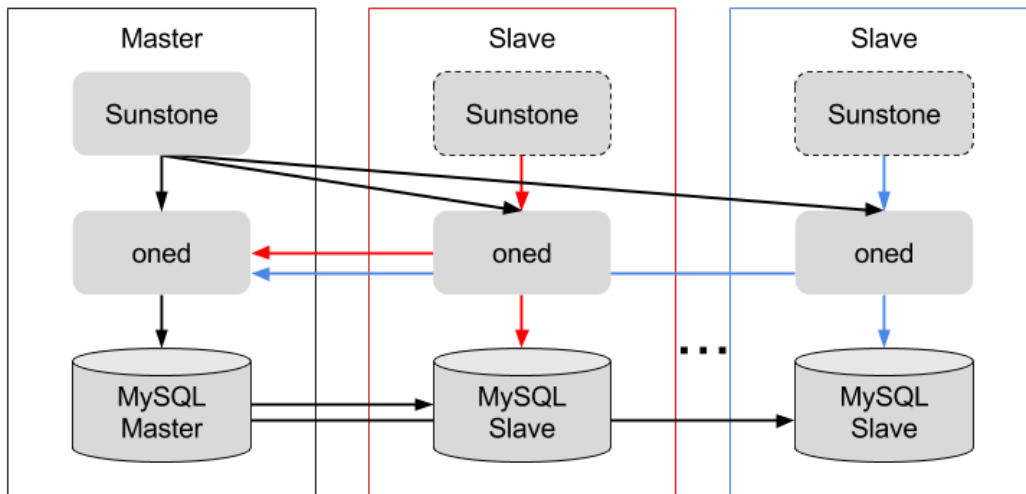 Master
Slave
Slave
Sunstone
Sunstone
Sunstone
oned
oned
oned
...
MySQL
Master
MySQL
Slave
MySQL
Slave